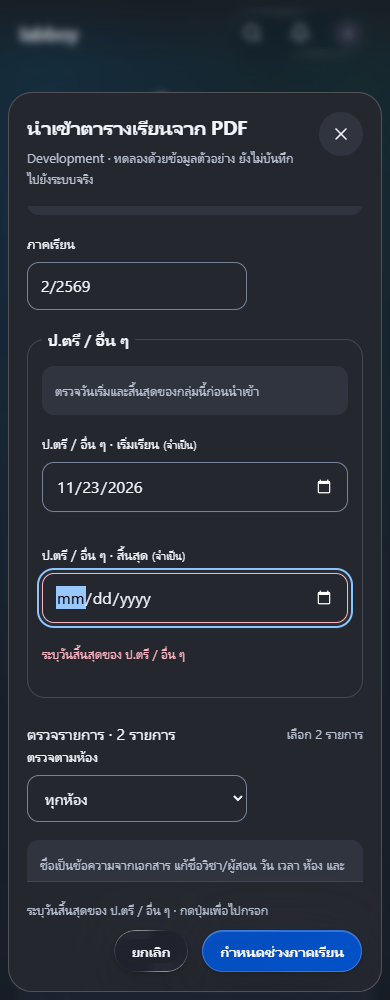 นำเข้าตารางเรียนจาก PDF
Development · ทดลองด้วยข้อมูลตัวอย่าง ยังไม่บันทึก
ไปยังระบบจริง
ภาคเรียน
2/2569
ป.ตรี / อื่น ๆ
ตรวจวันเริ่มและสิ้นสุดของกลุ่มนี้ก่อนนำเข้า
ป.ตรี / อื่น ๆ · เริ่มเรียน (จำเป็น)
11/23/2026
ป.ตรี / อื่น ๆ · สิ้นสุด (จำเป็น)
mm/dd/yyyy
ระบุวันสิ้นสุดของ ป.ตรี / อื่น ๆ
ตรวจรายการ · 2 รายการ
เลือก 2 รายการ
ตรวจตามห้อง
ทุกห้อง
ชื่อเป็นข้อความจากเอกสาร แก้ชื่อวิชา/ผู้สอน วัน เวลา ห้อง และ
ระบุวันสิ้นสุดของ ป.ตรี / อื่น ๆ · กดปุ่มเพื่อไปกรอก
ยกเลิก
กำหนดช่วงภาคเรียน